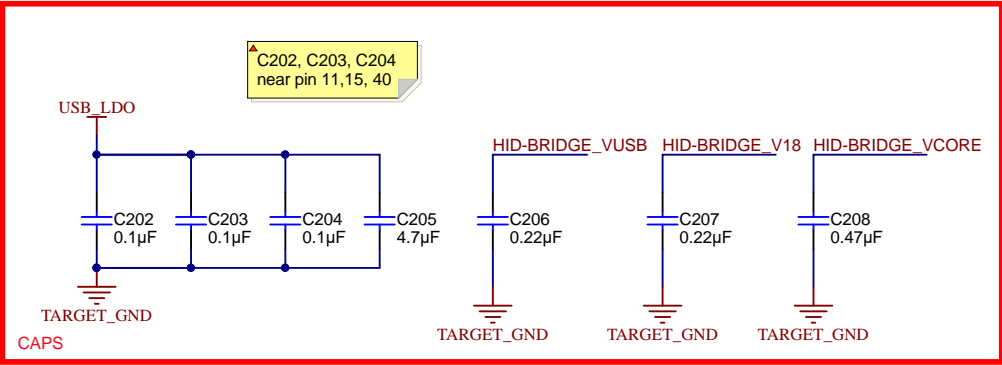 C202, C203, C204
near pin 11,15, 40
USB_LDO
HID-BRIDGE_VUSB
HID-BRIDGE_V18
HID-BRIDGE_VCORE
C202
0.1µF
C203
0.1µF
C204
0.1µF
C205
4.7µF
C206
0.22µF
C207
0.22µF
C208
0.47µF
TARGET_GND
TARGET_GND
TARGET_GND
TARGET_GND
CAPS